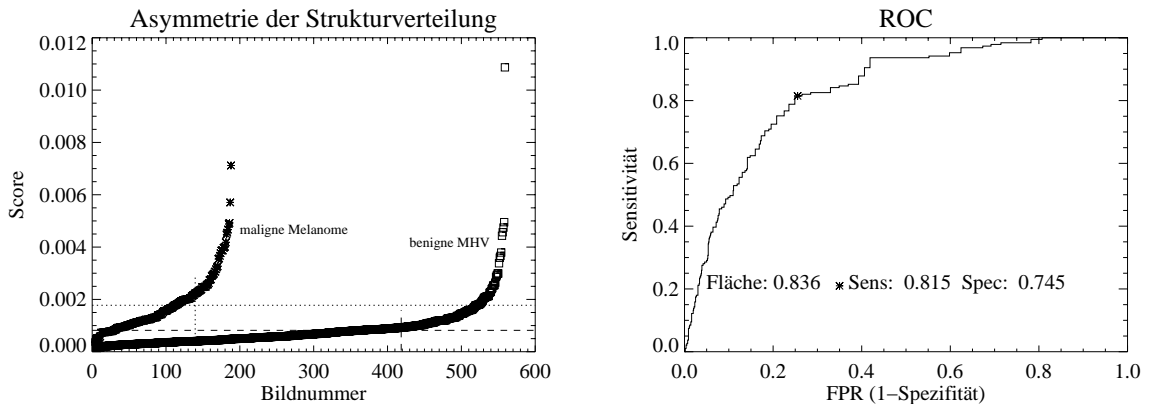 Asymmetrie der Strukturverteilung
0.012
0.010
0.008
0.006
0.004
0.002
0.000
Score
maligne Melanome
benigne MHV
0 100 200 300 400 500 600
Bildnummer
ROC
1.0
0.8
0.6
0.4
0.2
0.0
Sensitivität
Fläche: 0.836 Sens: 0.815 Spec: 0.745
0.0 0.2 0.4 0.6 0.8 1.0
FPR (1–Spezifität)